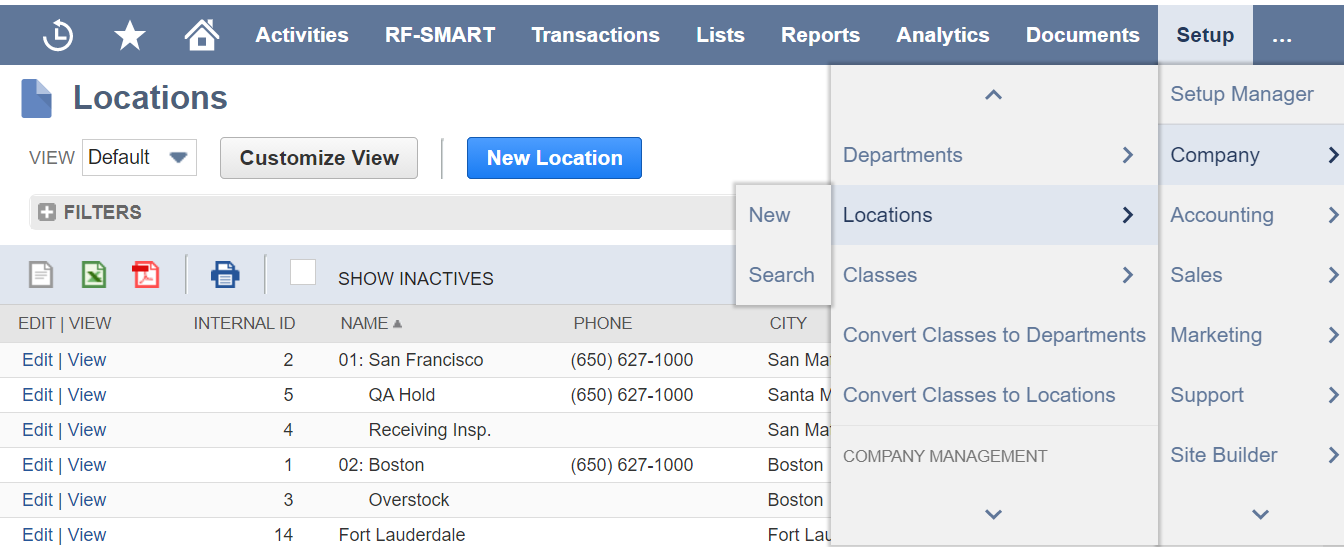 Activities RF-SMART Transactions Lists Reports Analytics Documents Setup ...
Locations
VIEW Default Customize View New Location
FILTERS
SHOW INACTIVES
EDIT | VIEW INTERNAL ID NAME PHONE CITY
Edit | View 2 01: San Francisco (650) 627-1000 San Ma
Edit | View 5 QA Hold (650) 627-1000 Santa M
Edit | View 4 Receiving Insp. San Ma
Edit | View 1 02: Boston (650) 627-1000 Boston
Edit | View 3 Overstock Boston
Edit | View 14 Fort Lauderdale Fort Lau
New
Search
Departments
Locations
Classes
Convert Classes to Departments
Convert Classes to Locations
COMPANY MANAGEMENT
Setup Manager
Company
Accounting
Sales
Marketing
Support
Site Builder